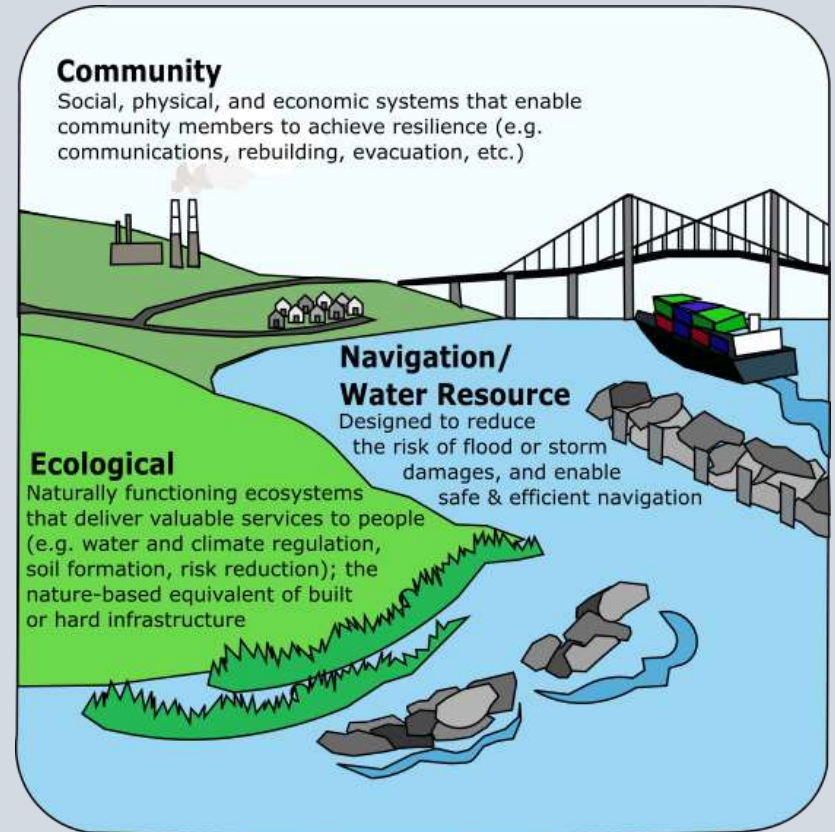 Community
Social, physical, and economic systems that enable
community members to achieve resilience (e.g.
communications, rebuilding, evacuation, etc.)
Navigation/
Water Resource
Designed to reduce
the risk of flood or storm
damages, and enable
safe & efficient navigation
Ecological
Naturally functioning ecosystems
that deliver valuable services to people
(e.g. water and climate regulation,
soil formation, risk reduction); the
nature-based equivalent of built
or hard infrastructure